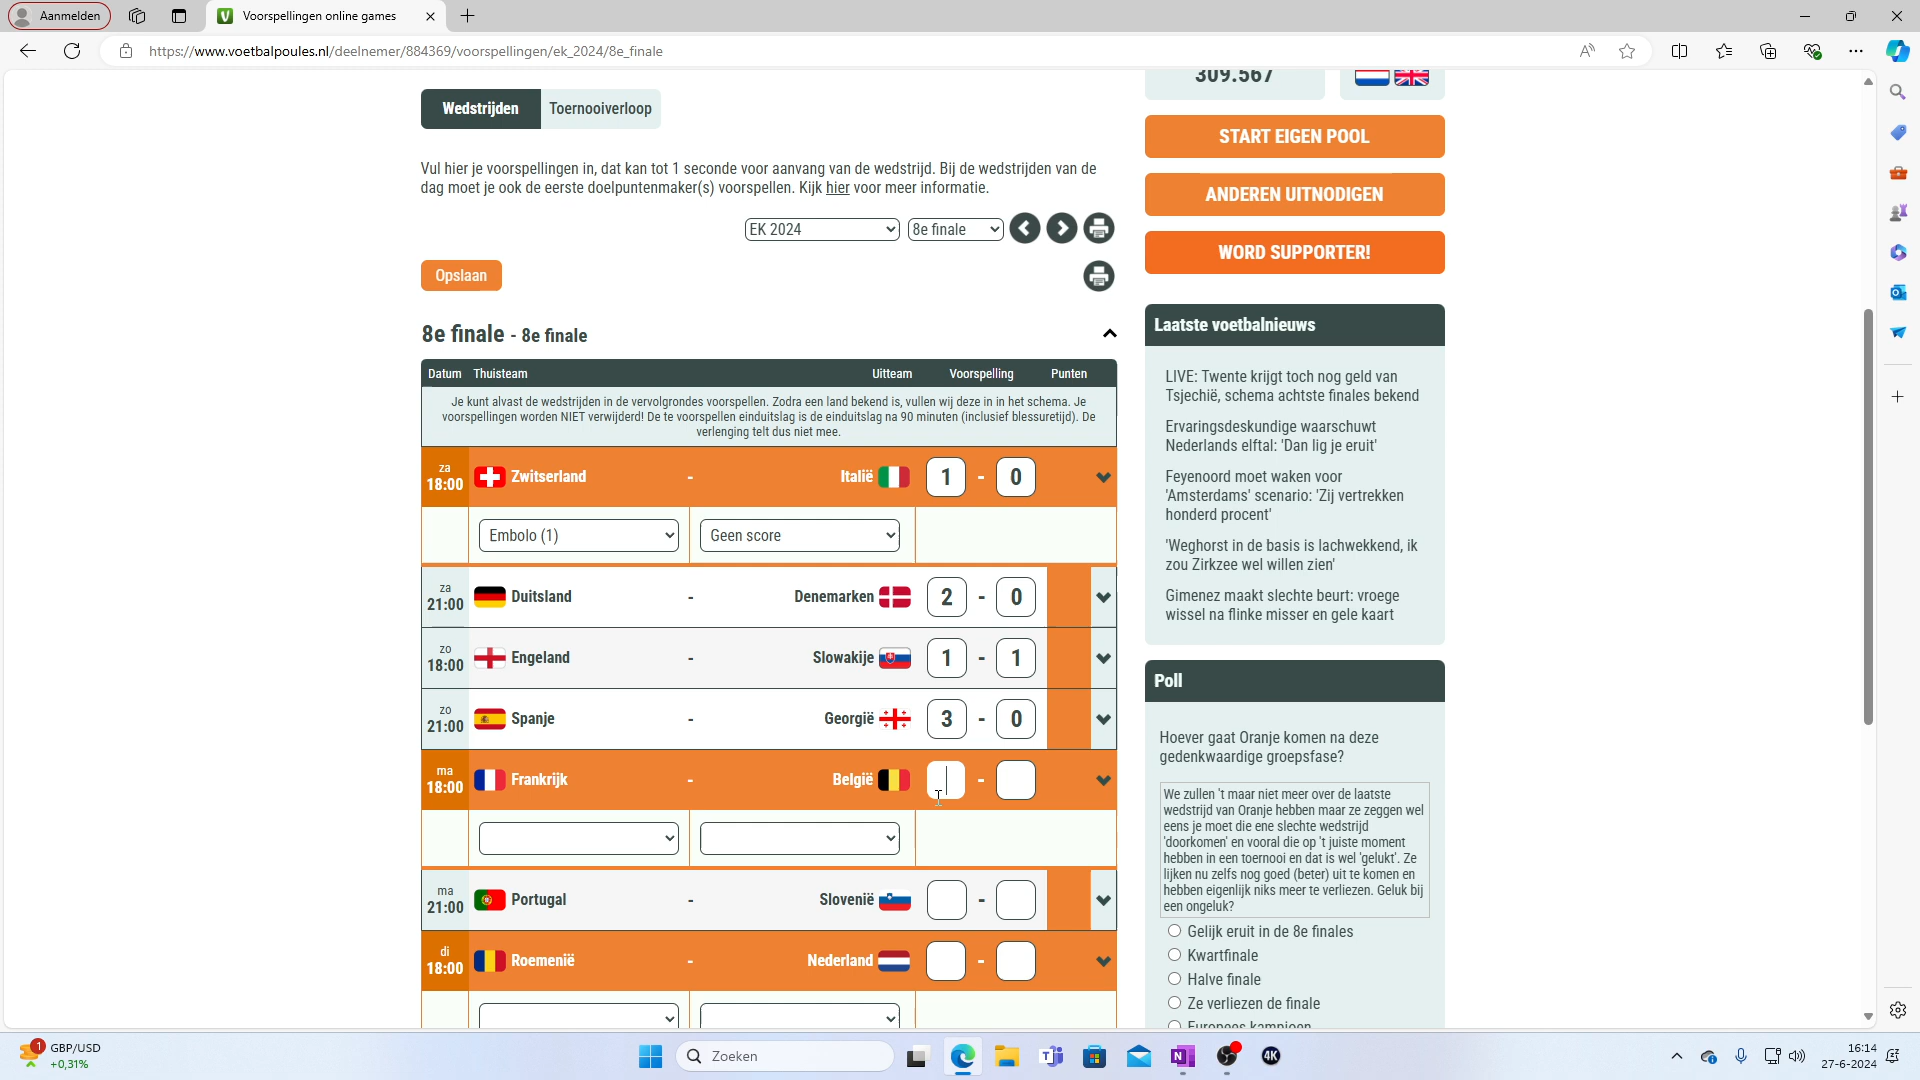 Aanmelden
Voorspellingen online games
https://www.voetbalpoules.nl/deelnemer/884369/voorspellingen/ek_2024/8e_finale
309.567
Wedstrijden
Toernooiverloop
Vul hier je voorspellingen in, dat kan tot 1 seconde voor aanvang van de wedstrijd. Bij de wedstrijden van de
dag moet je ook de eerste doelpuntenmaker(s) voorspellen. Kijk hier voor meer informatie.
EK 2024
8e finale
Opslaan
8e finale - 8e finale
Datum Thuisteam Uitteam Voorspelling Punten
Je kunt alvast de wedstrijden in de vervolgrondes voorspellen. Zodra een land bekend is, vullen wij deze in in het schema. Je
voorspellingen worden NIET verwijderd! De te voorspellen einduitslag is de einduitslag na 90 minuten (inclusief blessuretijd). De
verlenging telt dus niet mee.
za
18:00 Zwitserland - Italië 1 - 0
Embolo (1) Geen score
za
21:00 Duitsland - Denemarken 2 - 0
zo
18:00 Engeland - Slowakije 1 - 1
zo
21:00 Spanje - Georgië 3 - 0
ma
18:00 Frankrijk - België -
ma
21:00 Portugal - Slovenië -
di
18:00 Roemenië - Nederland -
START EIGEN POOL
ANDEREN UITNODIGEN
WORD SUPPORTER!
Laatste voetbalnieuws
LIVE: Twente krijgt toch nog geld van
Tsjechië, schema achtste finales bekend
Ervaringsdeskundige waarschuwt
Nederlands elftal: 'Dan lig je eruit'
Feyenoord moet waken voor
'Amsterdams' scenario: 'Zij vertrekken
honderd procent'
'Weghorst in de basis is lachwekkend, ik
zou Zirkzee wel willen zien'
Gimenez maakt slechte beurt: vroege
wissel na flinke misser en gele kaart
Poll
Hoever gaat Oranje komen na deze
gedenkwaardige groepsfase?
We zullen 't maar niet meer over de laatste
wedstrijd van Oranje hebben maar ze zeggen wel
eens je moet die ene slechte wedstrijd
'doorkomen' en vooral die op 't juiste moment
hebben in een toernooi en dat is wel 'gelukt'. Ze
lijken nu zelfs nog goed (beter) uit te komen en
hebben eigenlijk niks meer te verliezen. Geluk bij
een ongeluk?
Gelijk eruit in de 8e finales
Kwartfinale
Halve finale
Ze verliezen de finale
Europees kampioen
1
GBP/USD
+0,31%
Zoeken
4K
16:14
27-6-2024